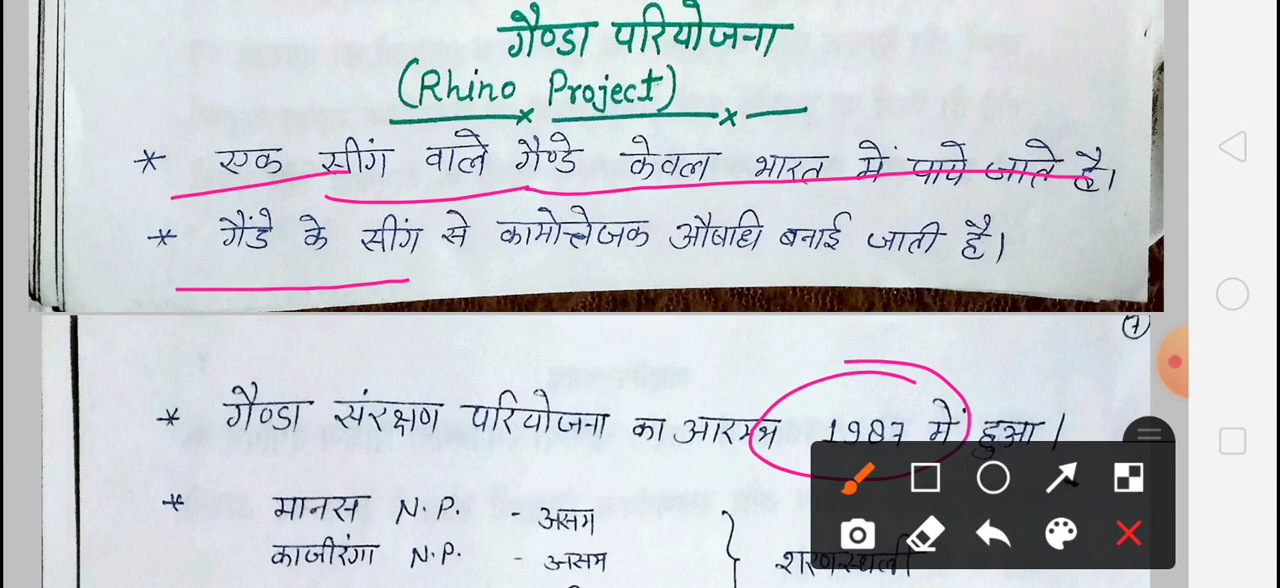 गैण्डा परियोजना
(Rhino Project)
* एक सींग वाले गैण्डे केवल भारत में पाये जाते है।
* गैंडे के सींग से कामोत्तेजक औषधि बनाई जाती है।
(7)
* गैण्डा संरक्षण परियोजना का आरम्भ 1987 में हुआ।
* मानस N.P. - असम
काजीरंगा N.P. - असम } शरणस्थली